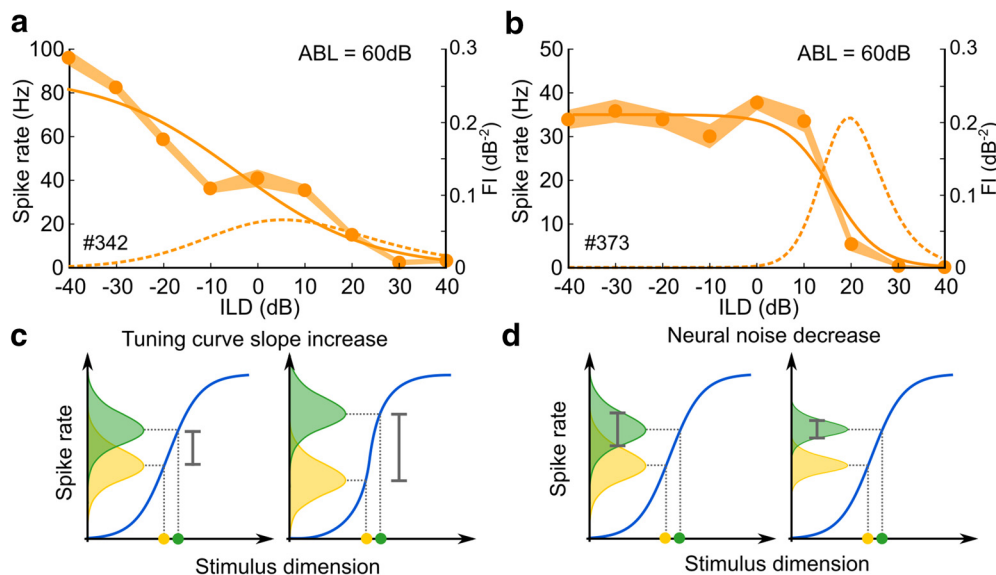 a
ABL = 60dB
100
80
60
40
20
0
Spike rate (Hz)
0.3
0.2
0.1
0
FI (dB-2)
#342
-40 -30 -20 -10 0 10 20 30 40
ILD (dB)
b
ABL = 60dB
50
40
30
20
10
0
Spike rate (Hz)
0.3
0.2
0.1
0
FI (dB-2)
#373
-40 -30 -20 -10 0 10 20 30 40
ILD (dB)
c
Tuning curve slope increase
Spike rate
Stimulus dimension
d
Neural noise decrease
Spike rate
Stimulus dimension